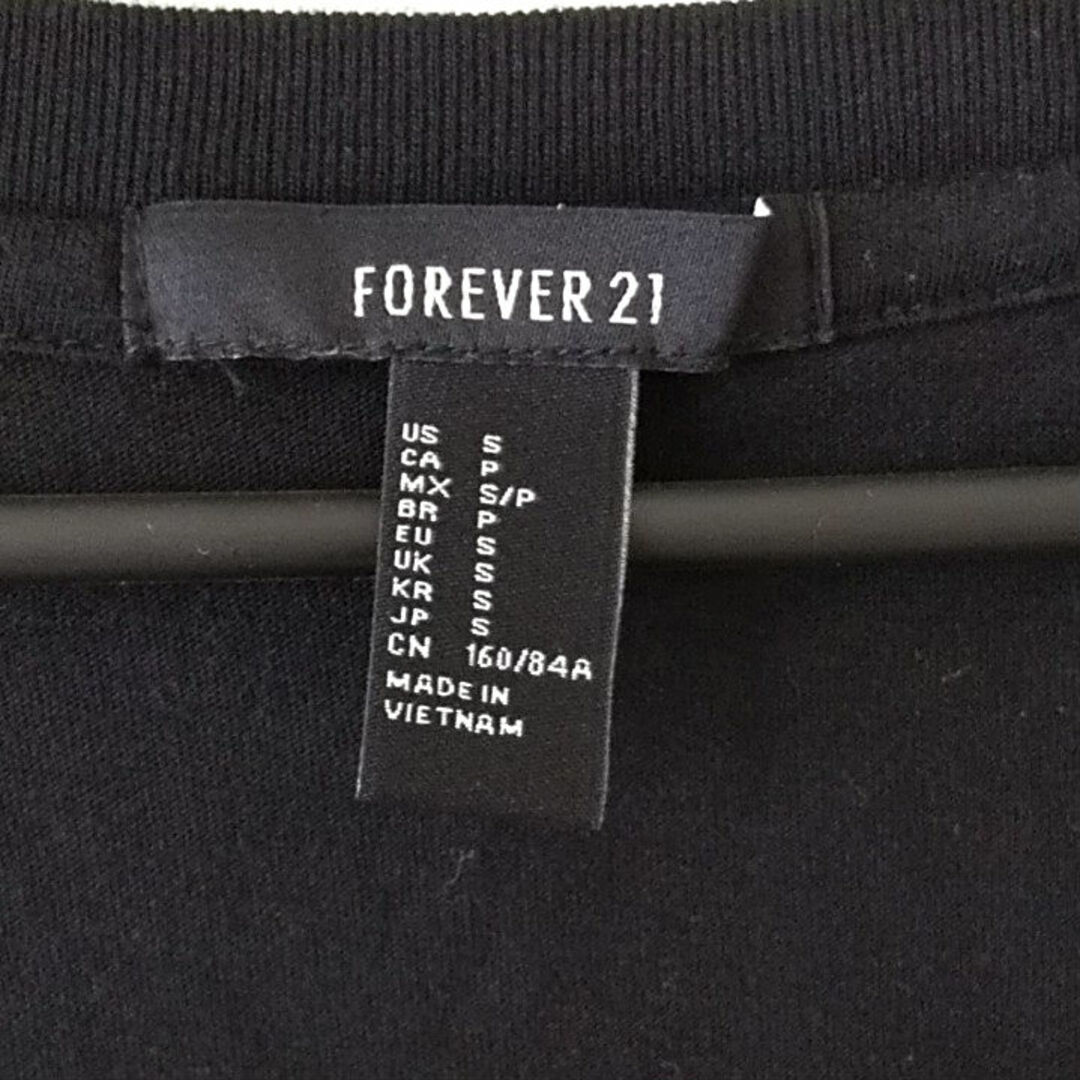 FOREVER 21
US S
CA P
MX S/P
BR P
EU S
UK S
KR S
JP S
CN 160/84A
MADE IN
VIETNAM